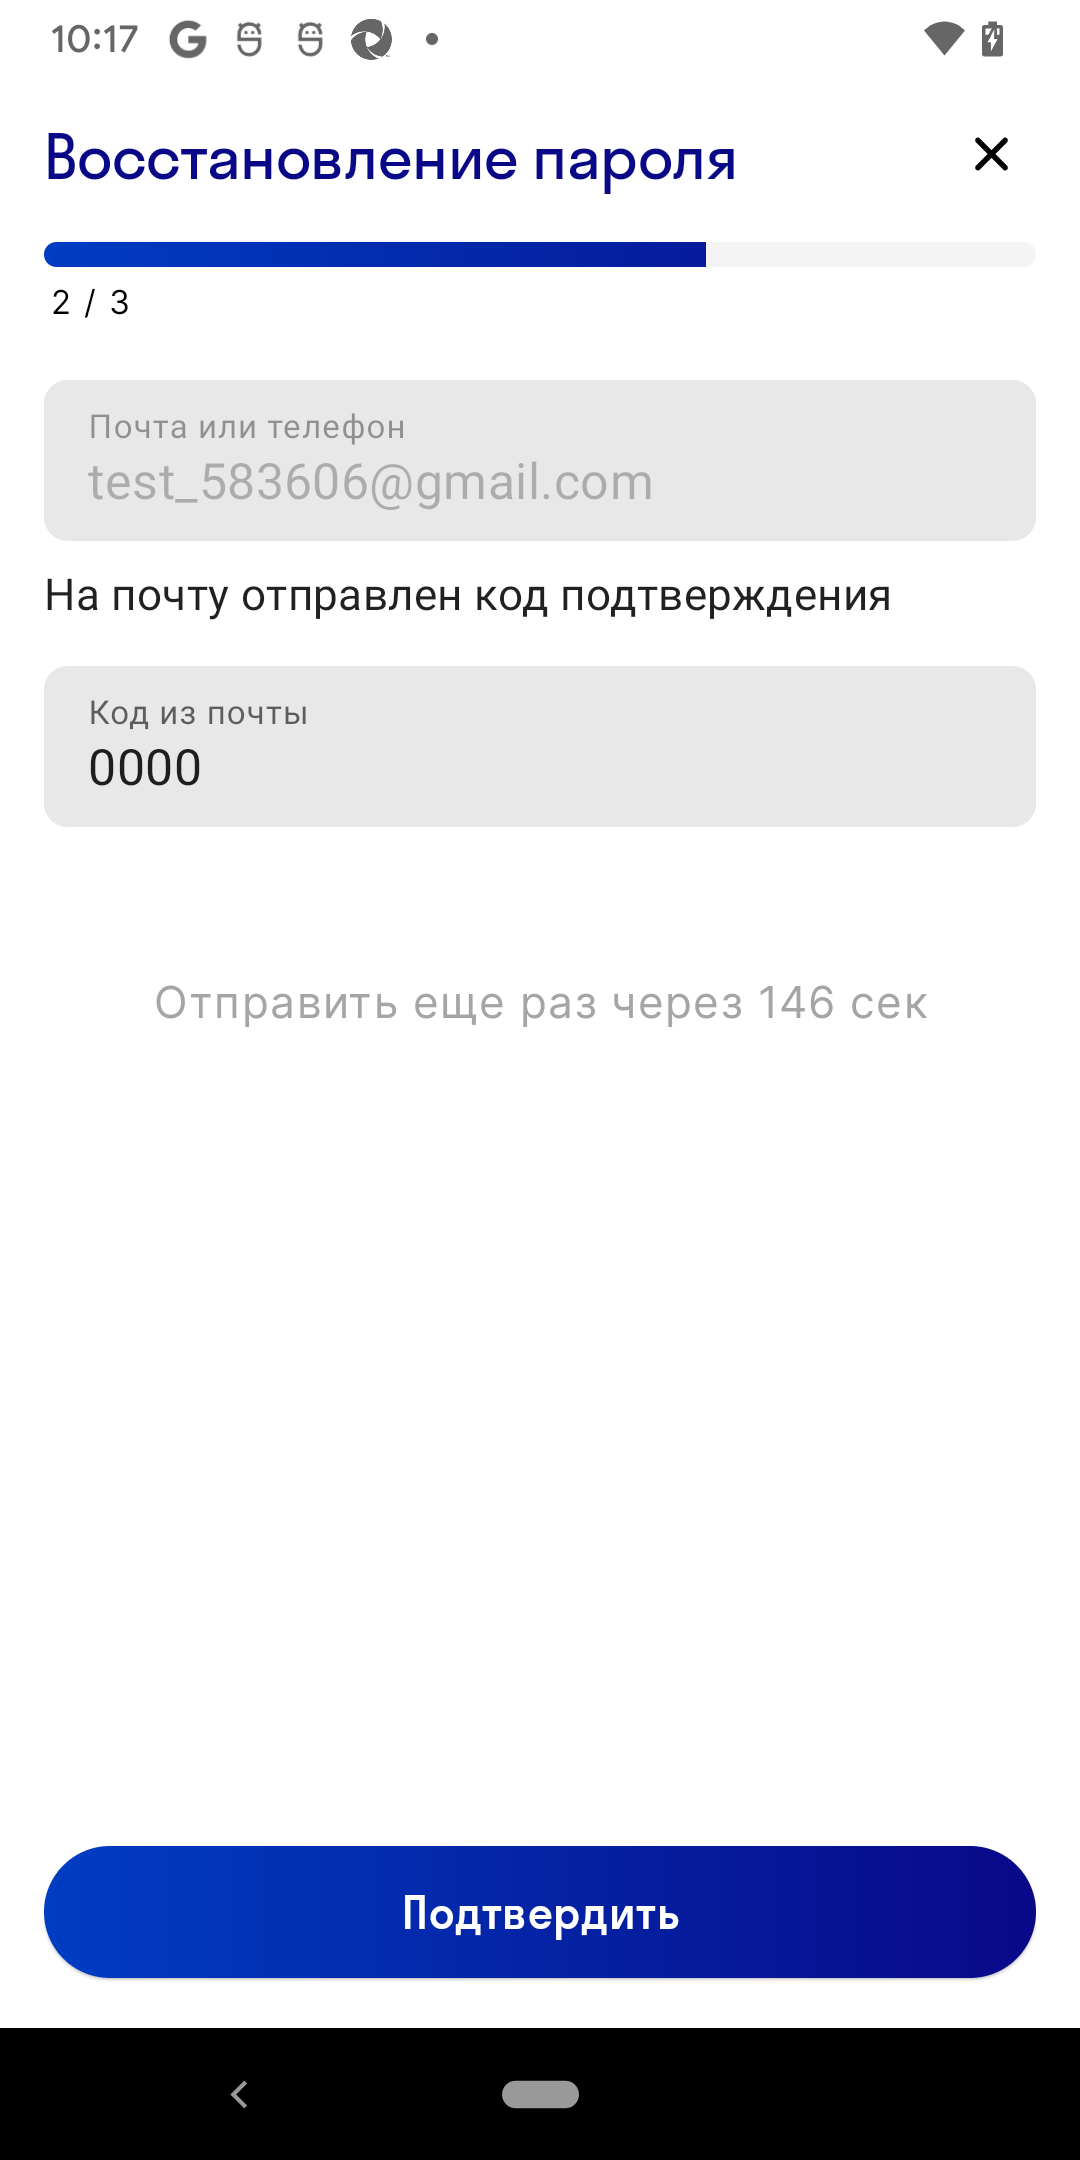 10:17
Восстановление пароля
2 / 3
Почта или телефон
test_583606@gmail.com
На почту отправлен код подтверждения
Код из почты
0000
Отправить еще раз через 146 сек
Подтвердить